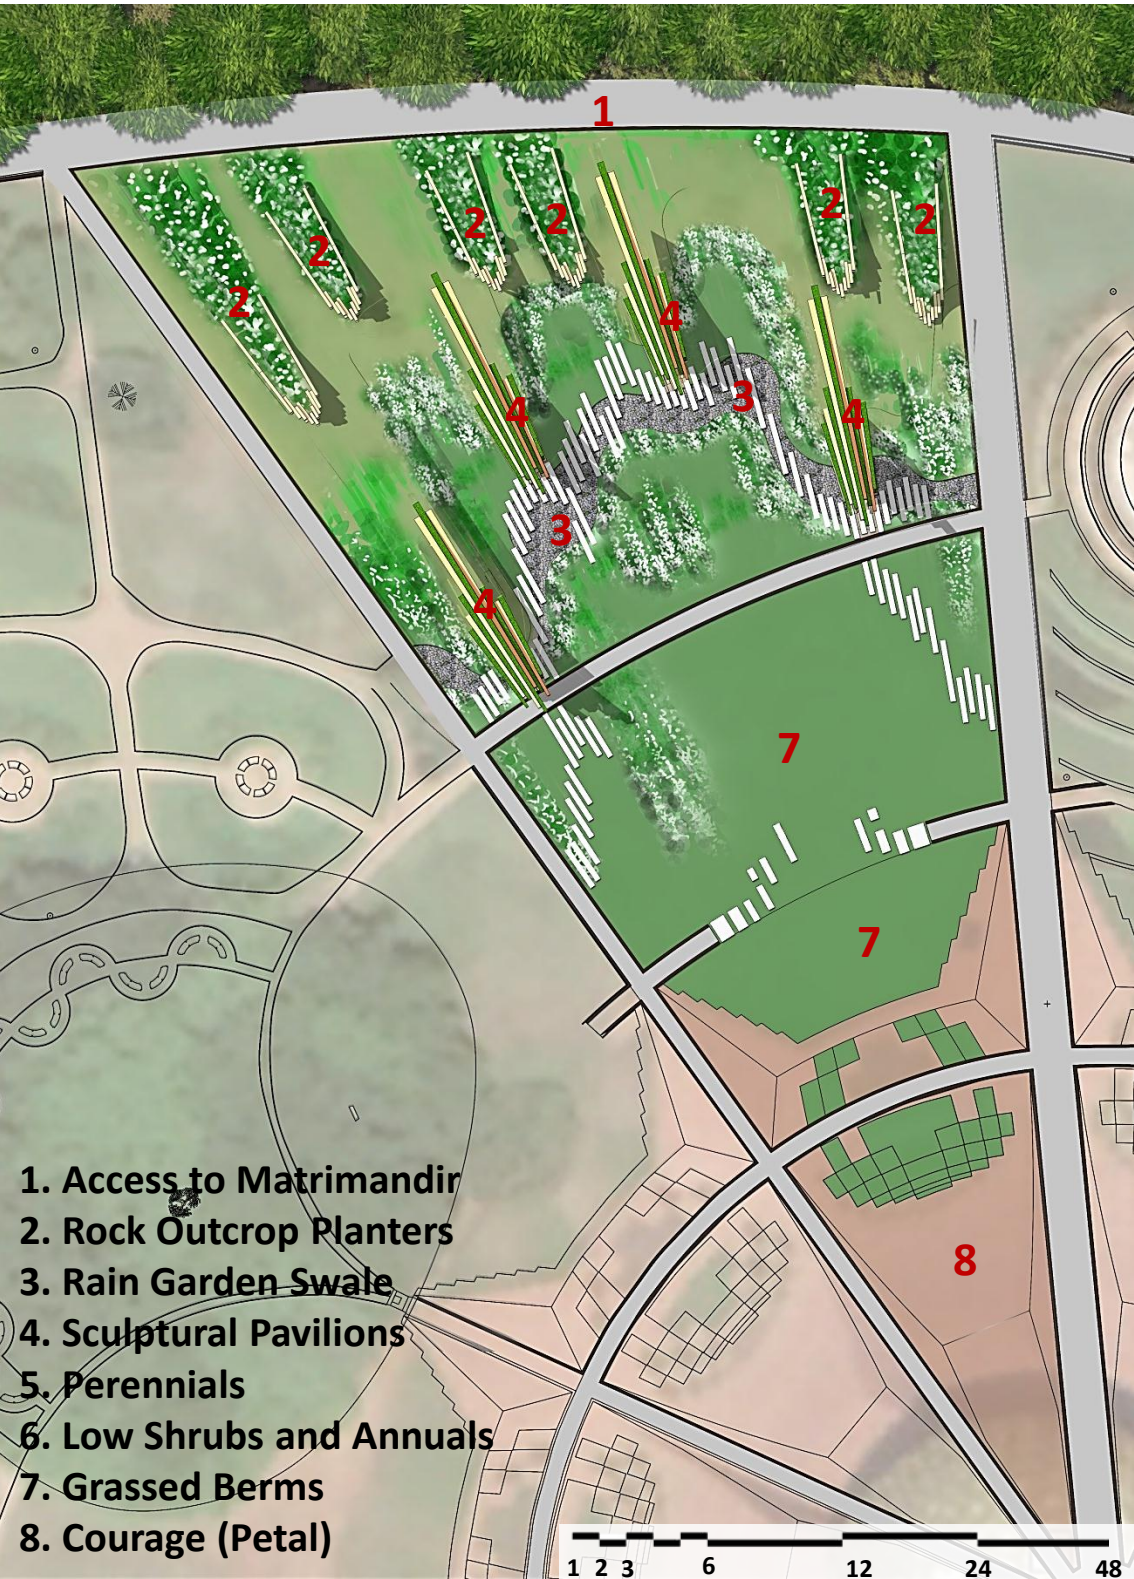 1
2
2
2
2
2
2
4
4
3
4
3
4
7
7
8
1. Access to Matrimandir
2. Rock Outcrop Planters
3. Rain Garden Swale
4. Sculptural Pavilions
5. Perennials
6. Low Shrubs and Annuals
7. Grassed Berms
8. Courage (Petal)
1 2 3 6 12 24 48